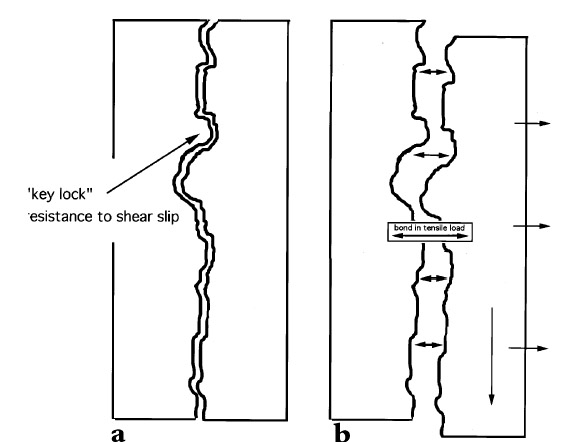 'key lock"
esistance to shear slip
bond in tensile load
a
b